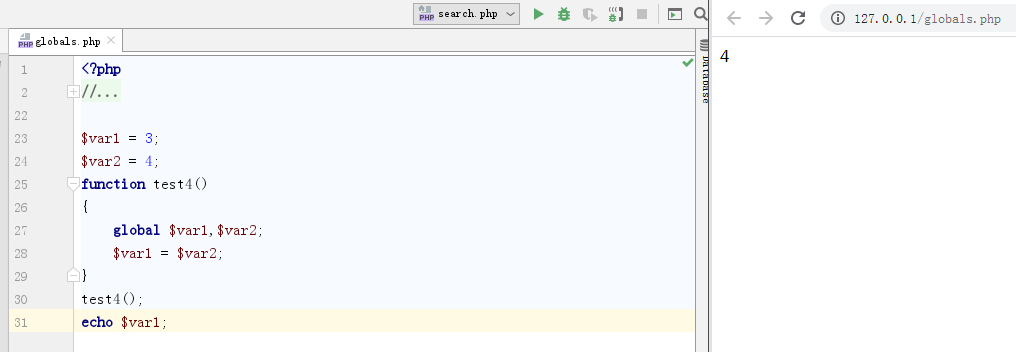 search.php
127.0.0.1/globals.php
globals.php
4
Database
1 <?php
2 //...
22
23 $var1 = 3;
24 $var2 = 4;
25 function test4()
26 {
27 global $var1,$var2;
28 $var1 = $var2;
29 }
30 test4();
31 echo $var1;